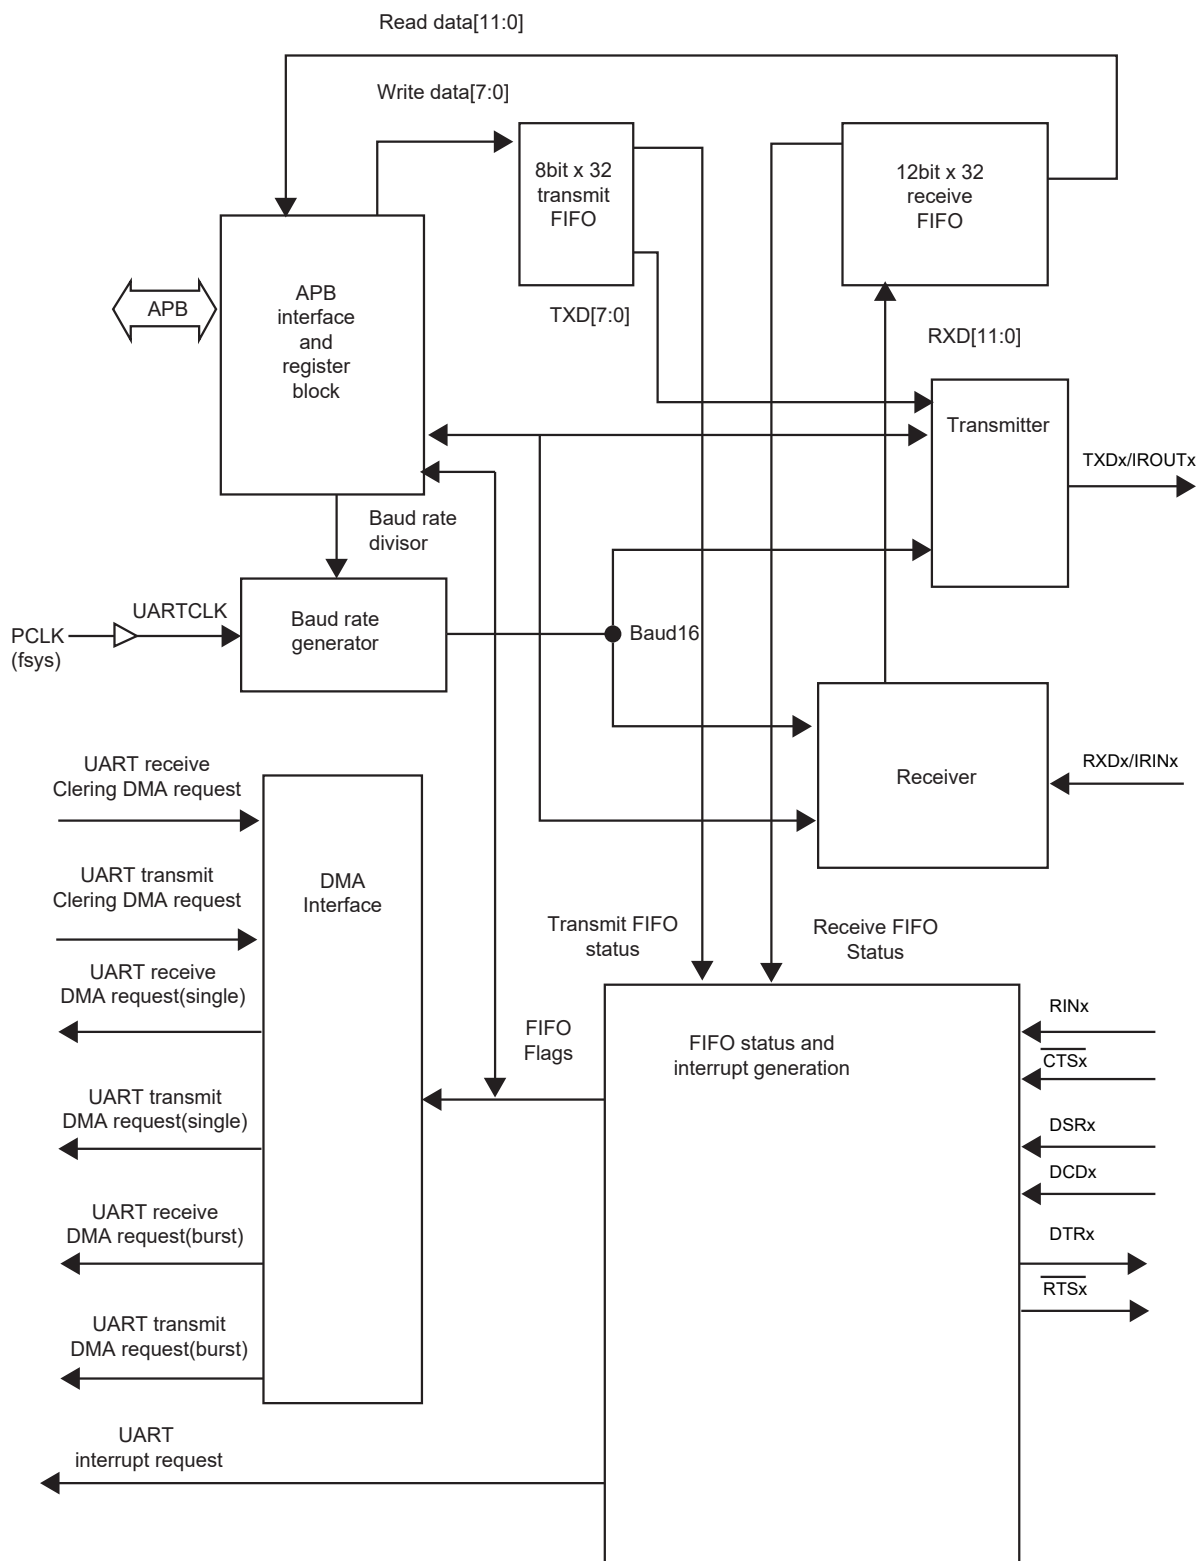 Read data[11:0]
Write data[7:0]
8bit x 32
transmit
FIFO
12bit x 32
receive
FIFO
APB
APB
interface
and
register
block
TXD[7:0]
RXD[11:0]
Transmitter
TXDx/IROUTx
Baud rate
divisor
UARTCLK
PCLK
(fsys)
Baud rate
generator
Baud16
Receiver
RXDx/IRINx
UART receive
Clering DMA request
UART transmit
Clering DMA request
DMA
Interface
UART receive
DMA request(single)
UART transmit
DMA request(single)
UART receive
DMA request(burst)
UART transmit
DMA request(burst)
UART
interrupt request
Transmit FIFO
status
Receive FIFO
Status
FIFO
Flags
FIFO status and
interrupt generation
RINx
CTSx
DSRx
DCDx
DTRx
RTSx